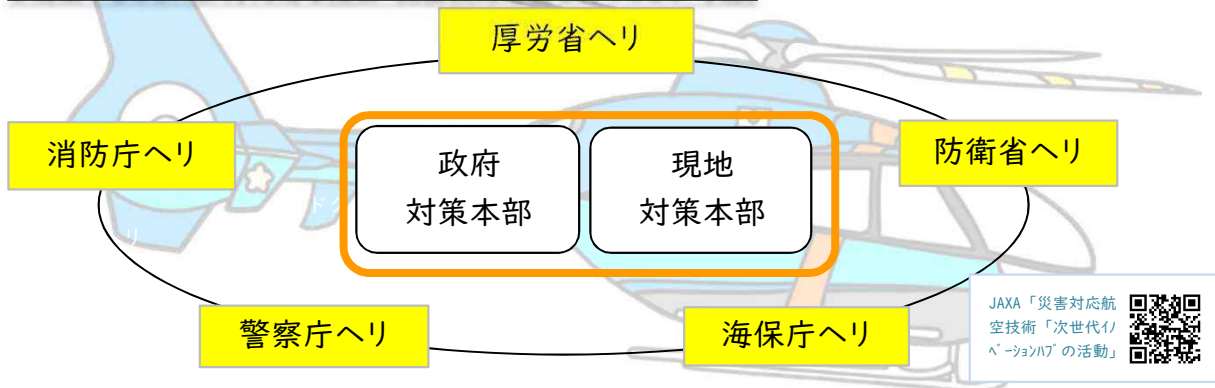 厚労省ヘリ
消防庁ヘリ
防衛省ヘリ
政府
対策本部
現地
対策本部
警察庁ヘリ
海保庁ヘリ
JAXA「災害対応航
空技術「次世代イノ
ベーションハブの活動」